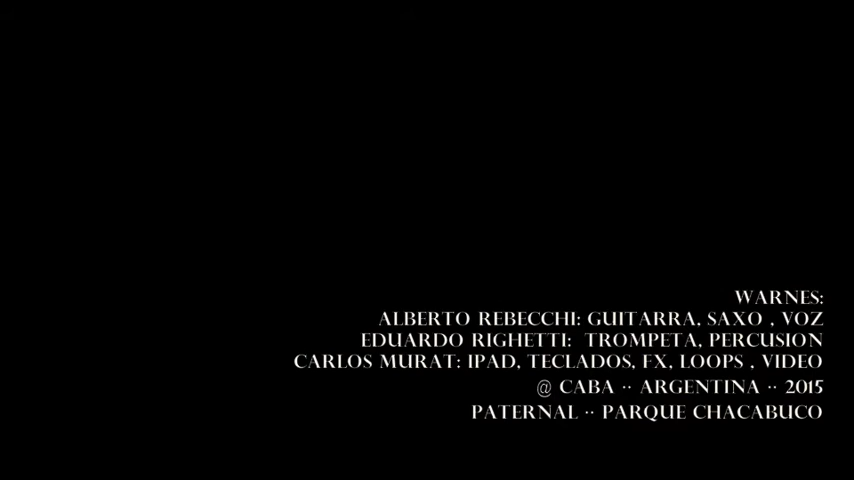 WARNES:
ALBERTO REBECCHI: GUITARRA, SAXO , VOZ
EDUARDO RIGHETTI:  TROMPETA, PERCUSION
CARLOS MURAT: IPAD, TECLADOS, FX, LOOPS , VIDEO
@ CABA ·· ARGENTINA ·· 2015
PATERNAL ·· PARQUE CHACABUCO